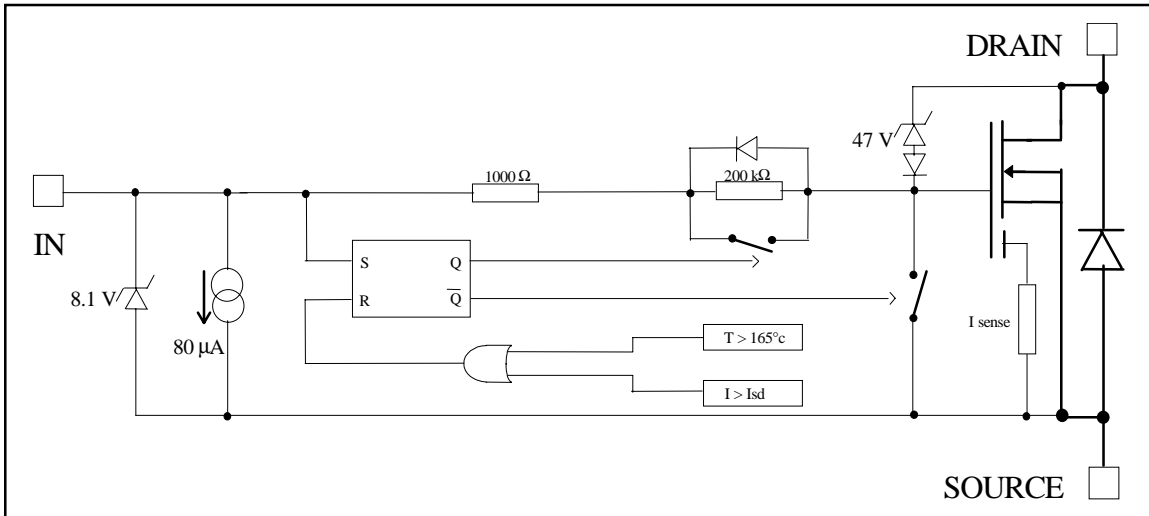 DRAIN
47 V
1000 Ω
200 kΩ
IN
S
Q
R
Q̅
8.1 V
80 µA
T > 165°c
I sense
I > Isd
SOURCE